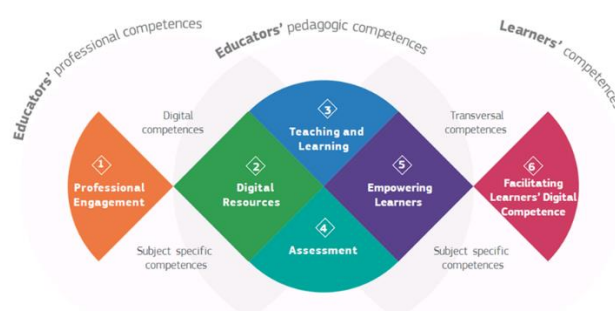 Educators' professional competences
Educators' pedagogic competences
Learners' competences
Digital
competences
Transversal
competences
1
Professional
Engagement
2
Digital
Resources
3
Teaching and
Learning
4
Assessment
5
Empowering
Learners
6
Facilitating
Learners' Digital
Competence
Subject specific
competences
Subject specific
competences